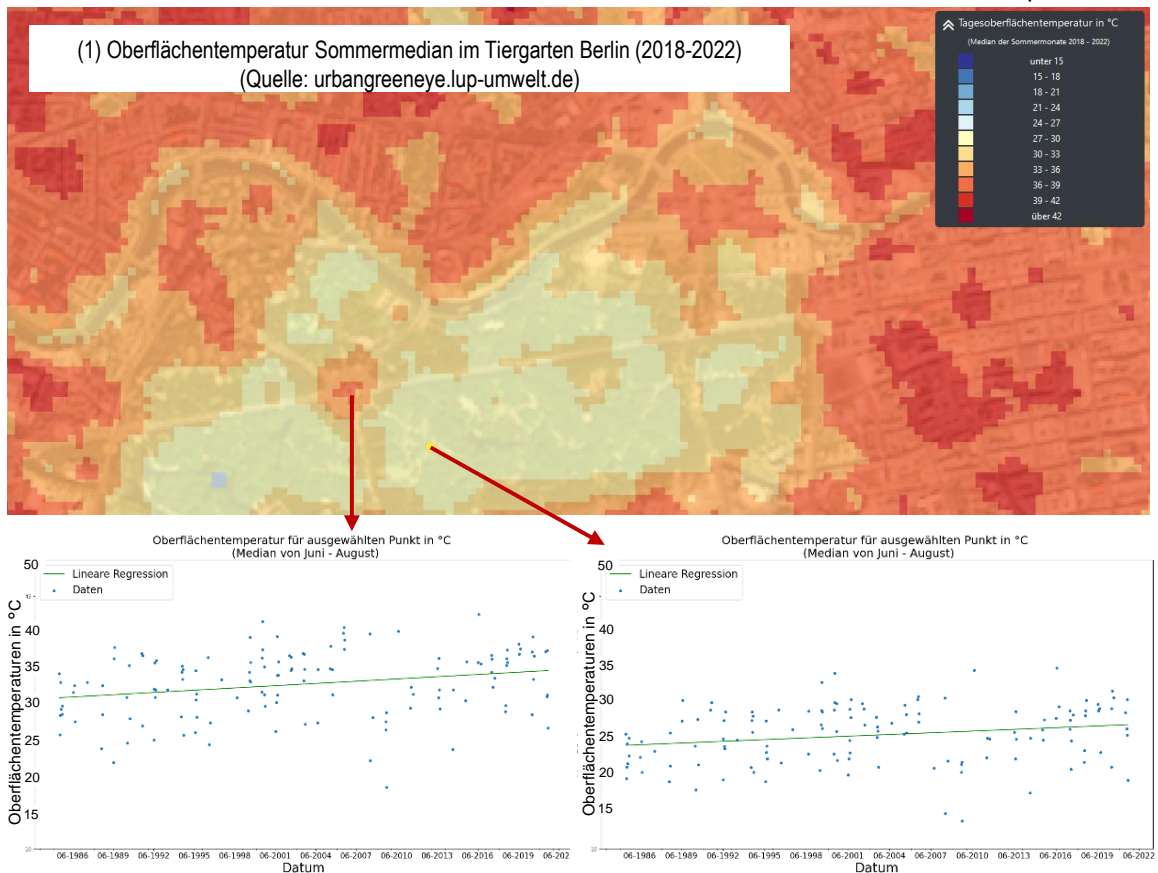 (1) Oberflächentemperatur Sommermedian im Tiergarten Berlin (2018-2022)
(Quelle: urbangreeneye.lup-umwelt.de)
Tagesoberflächentemperatur in °C
(Median der Sommermonate 2018 - 2022)
unter 15
15 - 18
18 - 21
21 - 24
24 - 27
27 - 30
30 - 33
33 - 36
36 - 39
39 - 42
über 42
Oberflächentemperatur für ausgewählten Punkt in °C
(Median von Juni - August)
Lineare Regression
Daten
Oberflächentemperaturen in °C
50
45
40
35
30
25
20
15
10
06-1986 06-1989 06-1992 06-1995 06-1998 06-2001 06-2004 06-2007 06-2010 06-2013 06-2016 06-2019 06-202
Datum
Oberflächentemperatur für ausgewählten Punkt in °C
(Median von Juni - August)
Lineare Regression
Daten
Oberflächentemperaturen in °C
50
45
40
35
30
25
20
15
10
06-1986 06-1989 06-1992 06-1995 06-1998 06-2001 06-2004 06-2007 06-2010 06-2013 06-2016 06-2019 06-2022
Datum